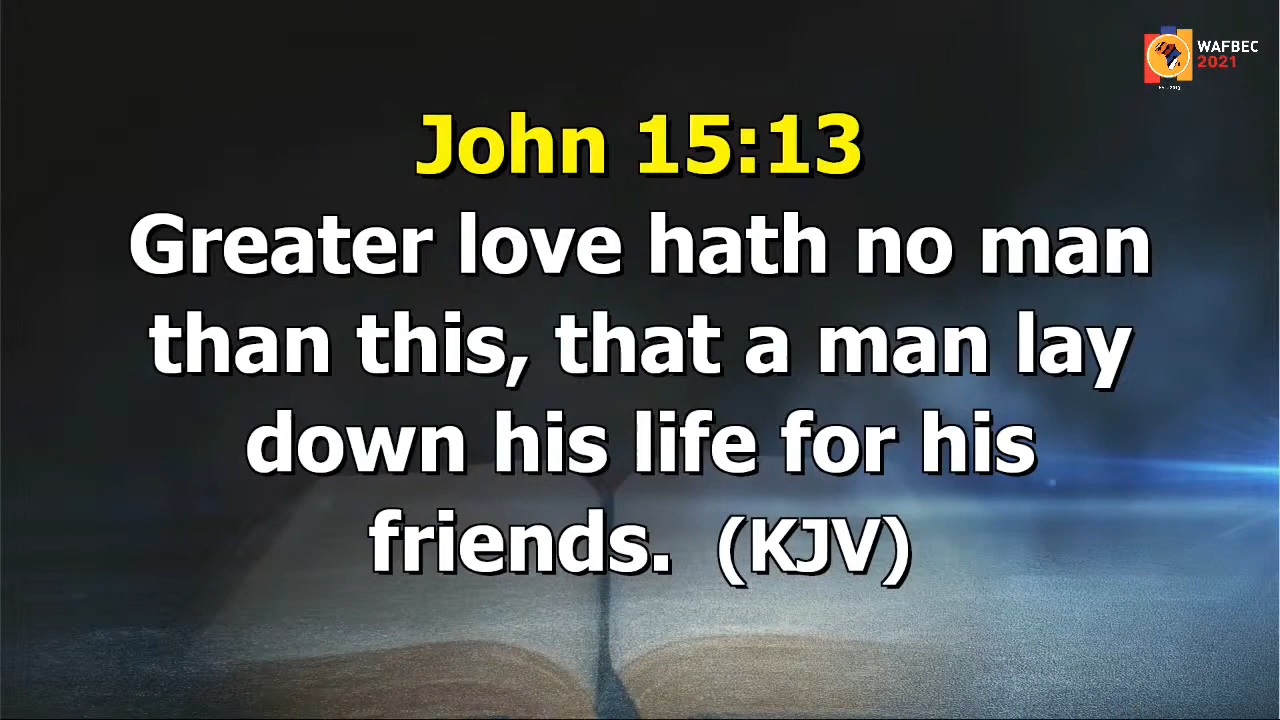 WAFBEC
2021
John 15:13
Greater love hath no man
than this, that a man lay
down his life for his
friends. (KJV)